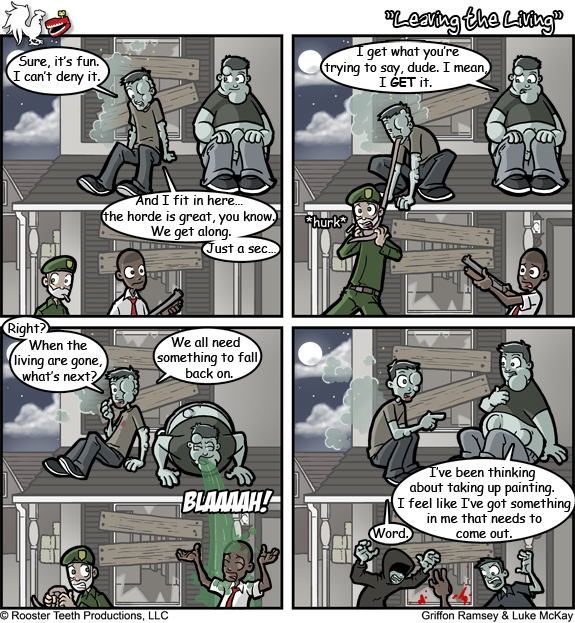 "Leaving the Living"
Sure, it's fun.
I can't deny it.
And I fit in here...
the horde is great, you know.
We get along.
Just a sec...
I get what you're
trying to say, dude. I mean,
I GET it.
*hurk*
Right?
When the
living are gone,
what's next?
We all need
something to fall
back on.
BLAAAAH!
I've been thinking
about taking up painting.
I feel like I've got something
in me that needs to
come out.
Word.
© Rooster Teeth Productions, LLC
Griffon Ramsey & Luke McKay